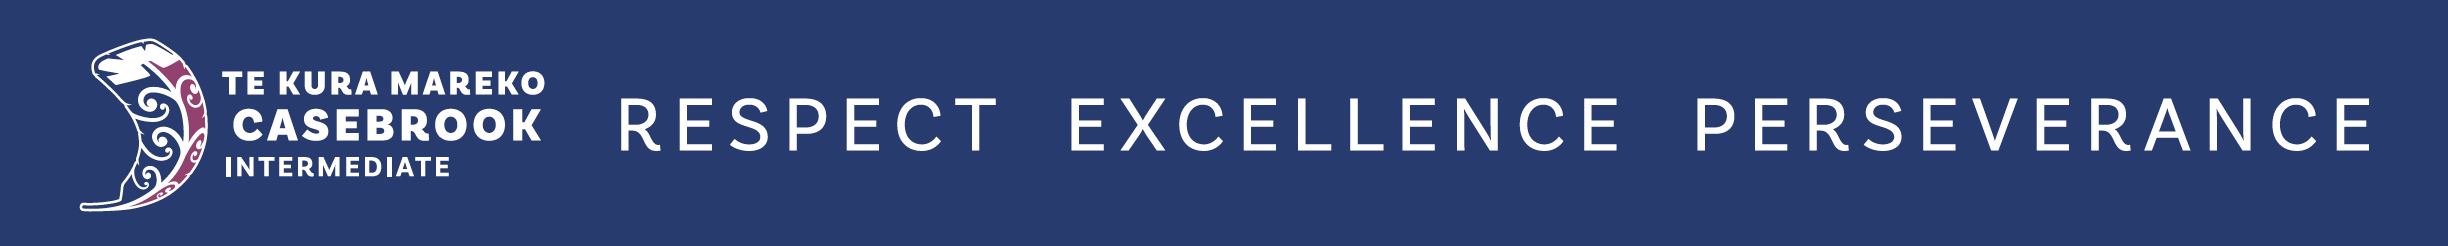 TE KURA MAREKO
CASEBROOK
INTERMEDIATE
RESPECT EXCELLENCE PERSEVERANCE